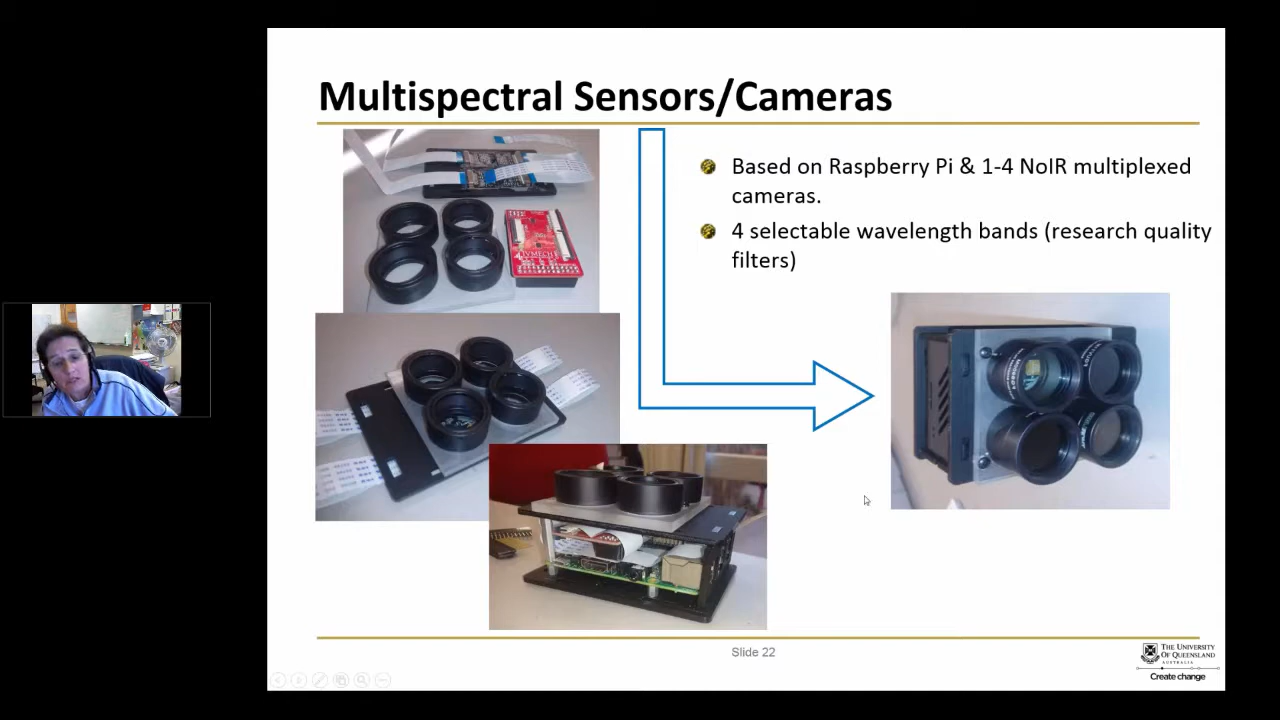 Multispectral Sensors/Cameras
Based on Raspberry Pi & 1-4 NoIR multiplexed
cameras.
4 selectable wavelength bands (research quality
filters)
Slide 22
THE UNIVERSITY
OF QUEENSLAND
AUSTRALIA
Create change